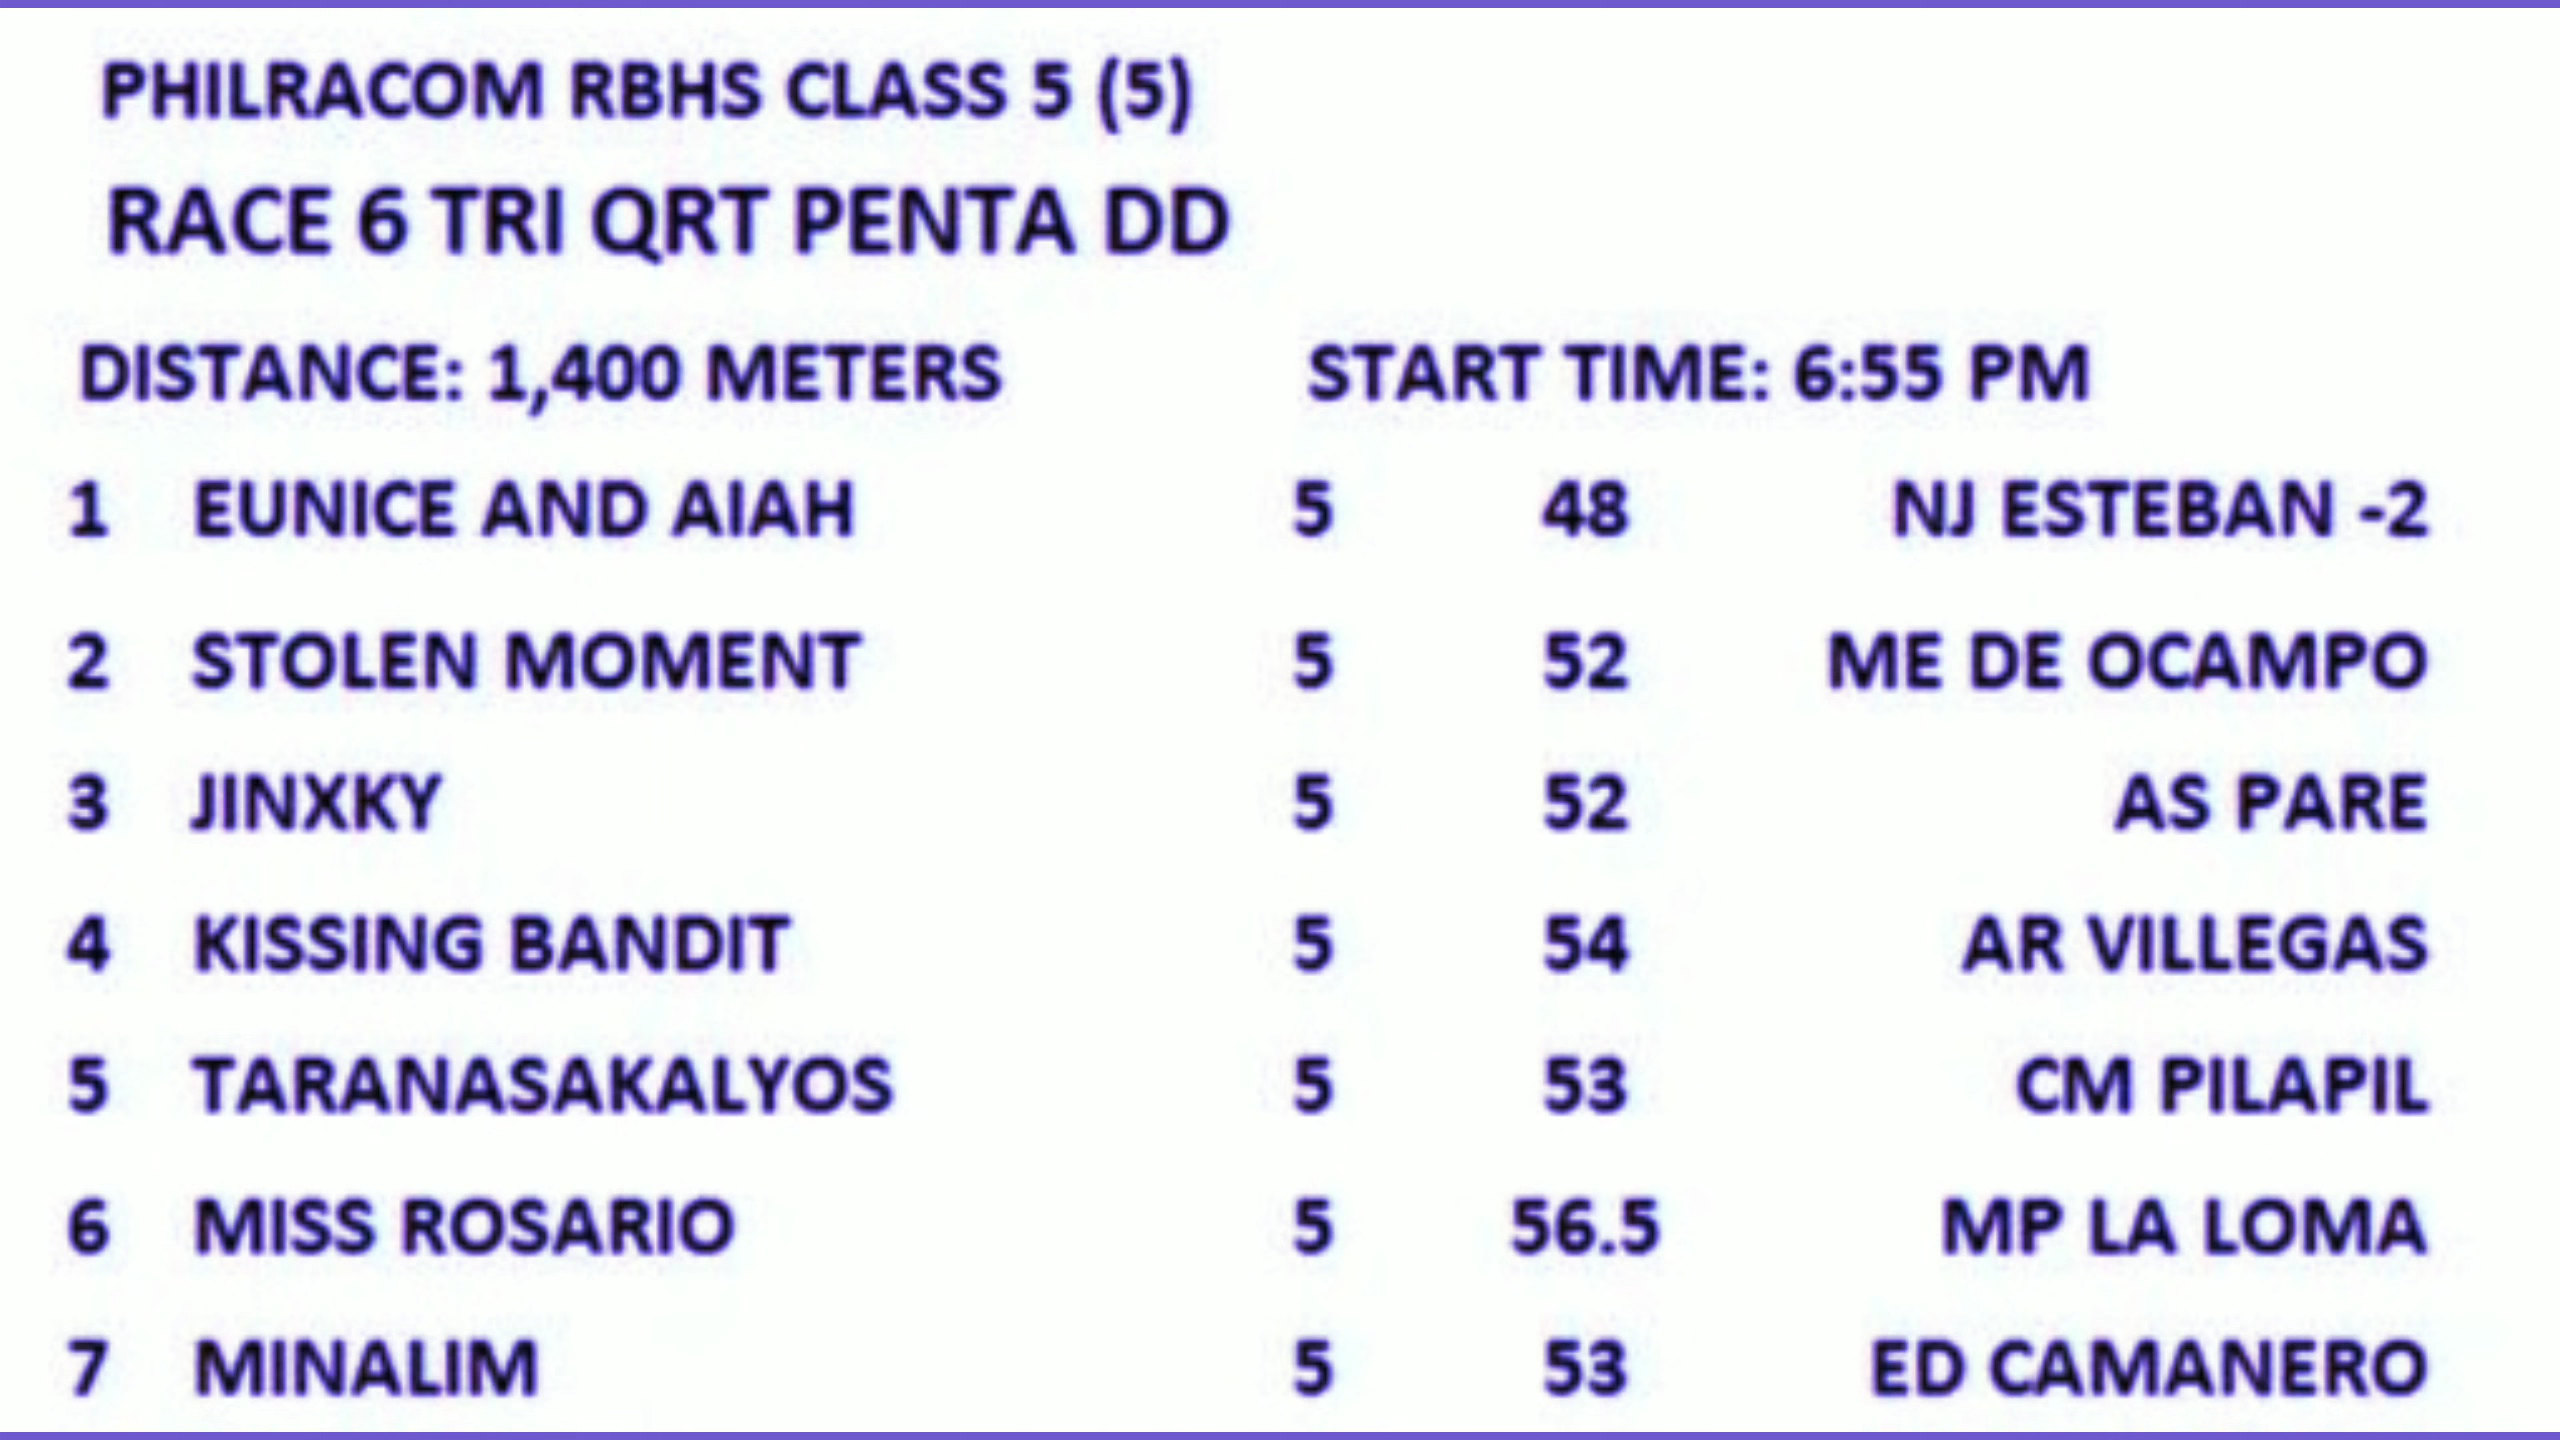 PHILRACOM RBHS CLASS 5 (5)
RACE 6 TRI QRT PENTA DD
DISTANCE: 1,400 METERS START TIME: 6:55 PM
1 EUNICE AND AIAH 5 48 NJ ESTEBAN -2
2 STOLEN MOMENT 5 52 ME DE OCAMPO
3 JINXKY 5 52 AS PARE
4 KISSING BANDIT 5 54 AR VILLEGAS
5 TARANASAKALYOS 5 53 CM PILAPIL
6 MISS ROSARIO 5 56.5 MP LA LOMA
7 MINALIM 5 53 ED CAMANERO